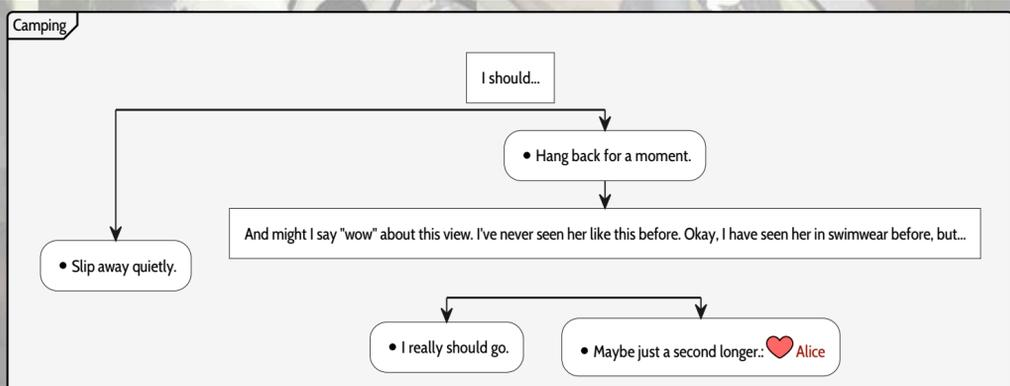 Camping
I should...
• Hang back for a moment.
And might I say "wow" about this view. I've never seen her like this before. Okay, I have seen her in swimwear before, but...
• Slip away quietly.
• I really should go.
• Maybe just a second longer.: Alice